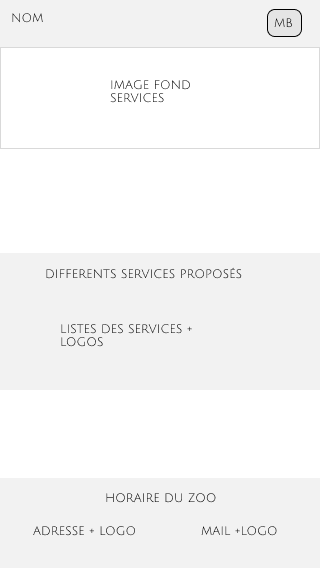 NOM
MB
IMAGE FOND
SERVICES
DIFFERENTS SERVICES PROPOSÉS
LISTES DES SERVICES +
LOGOS
HORAIRE DU ZOO
ADRESSE + LOGO
MAIL +LOGO